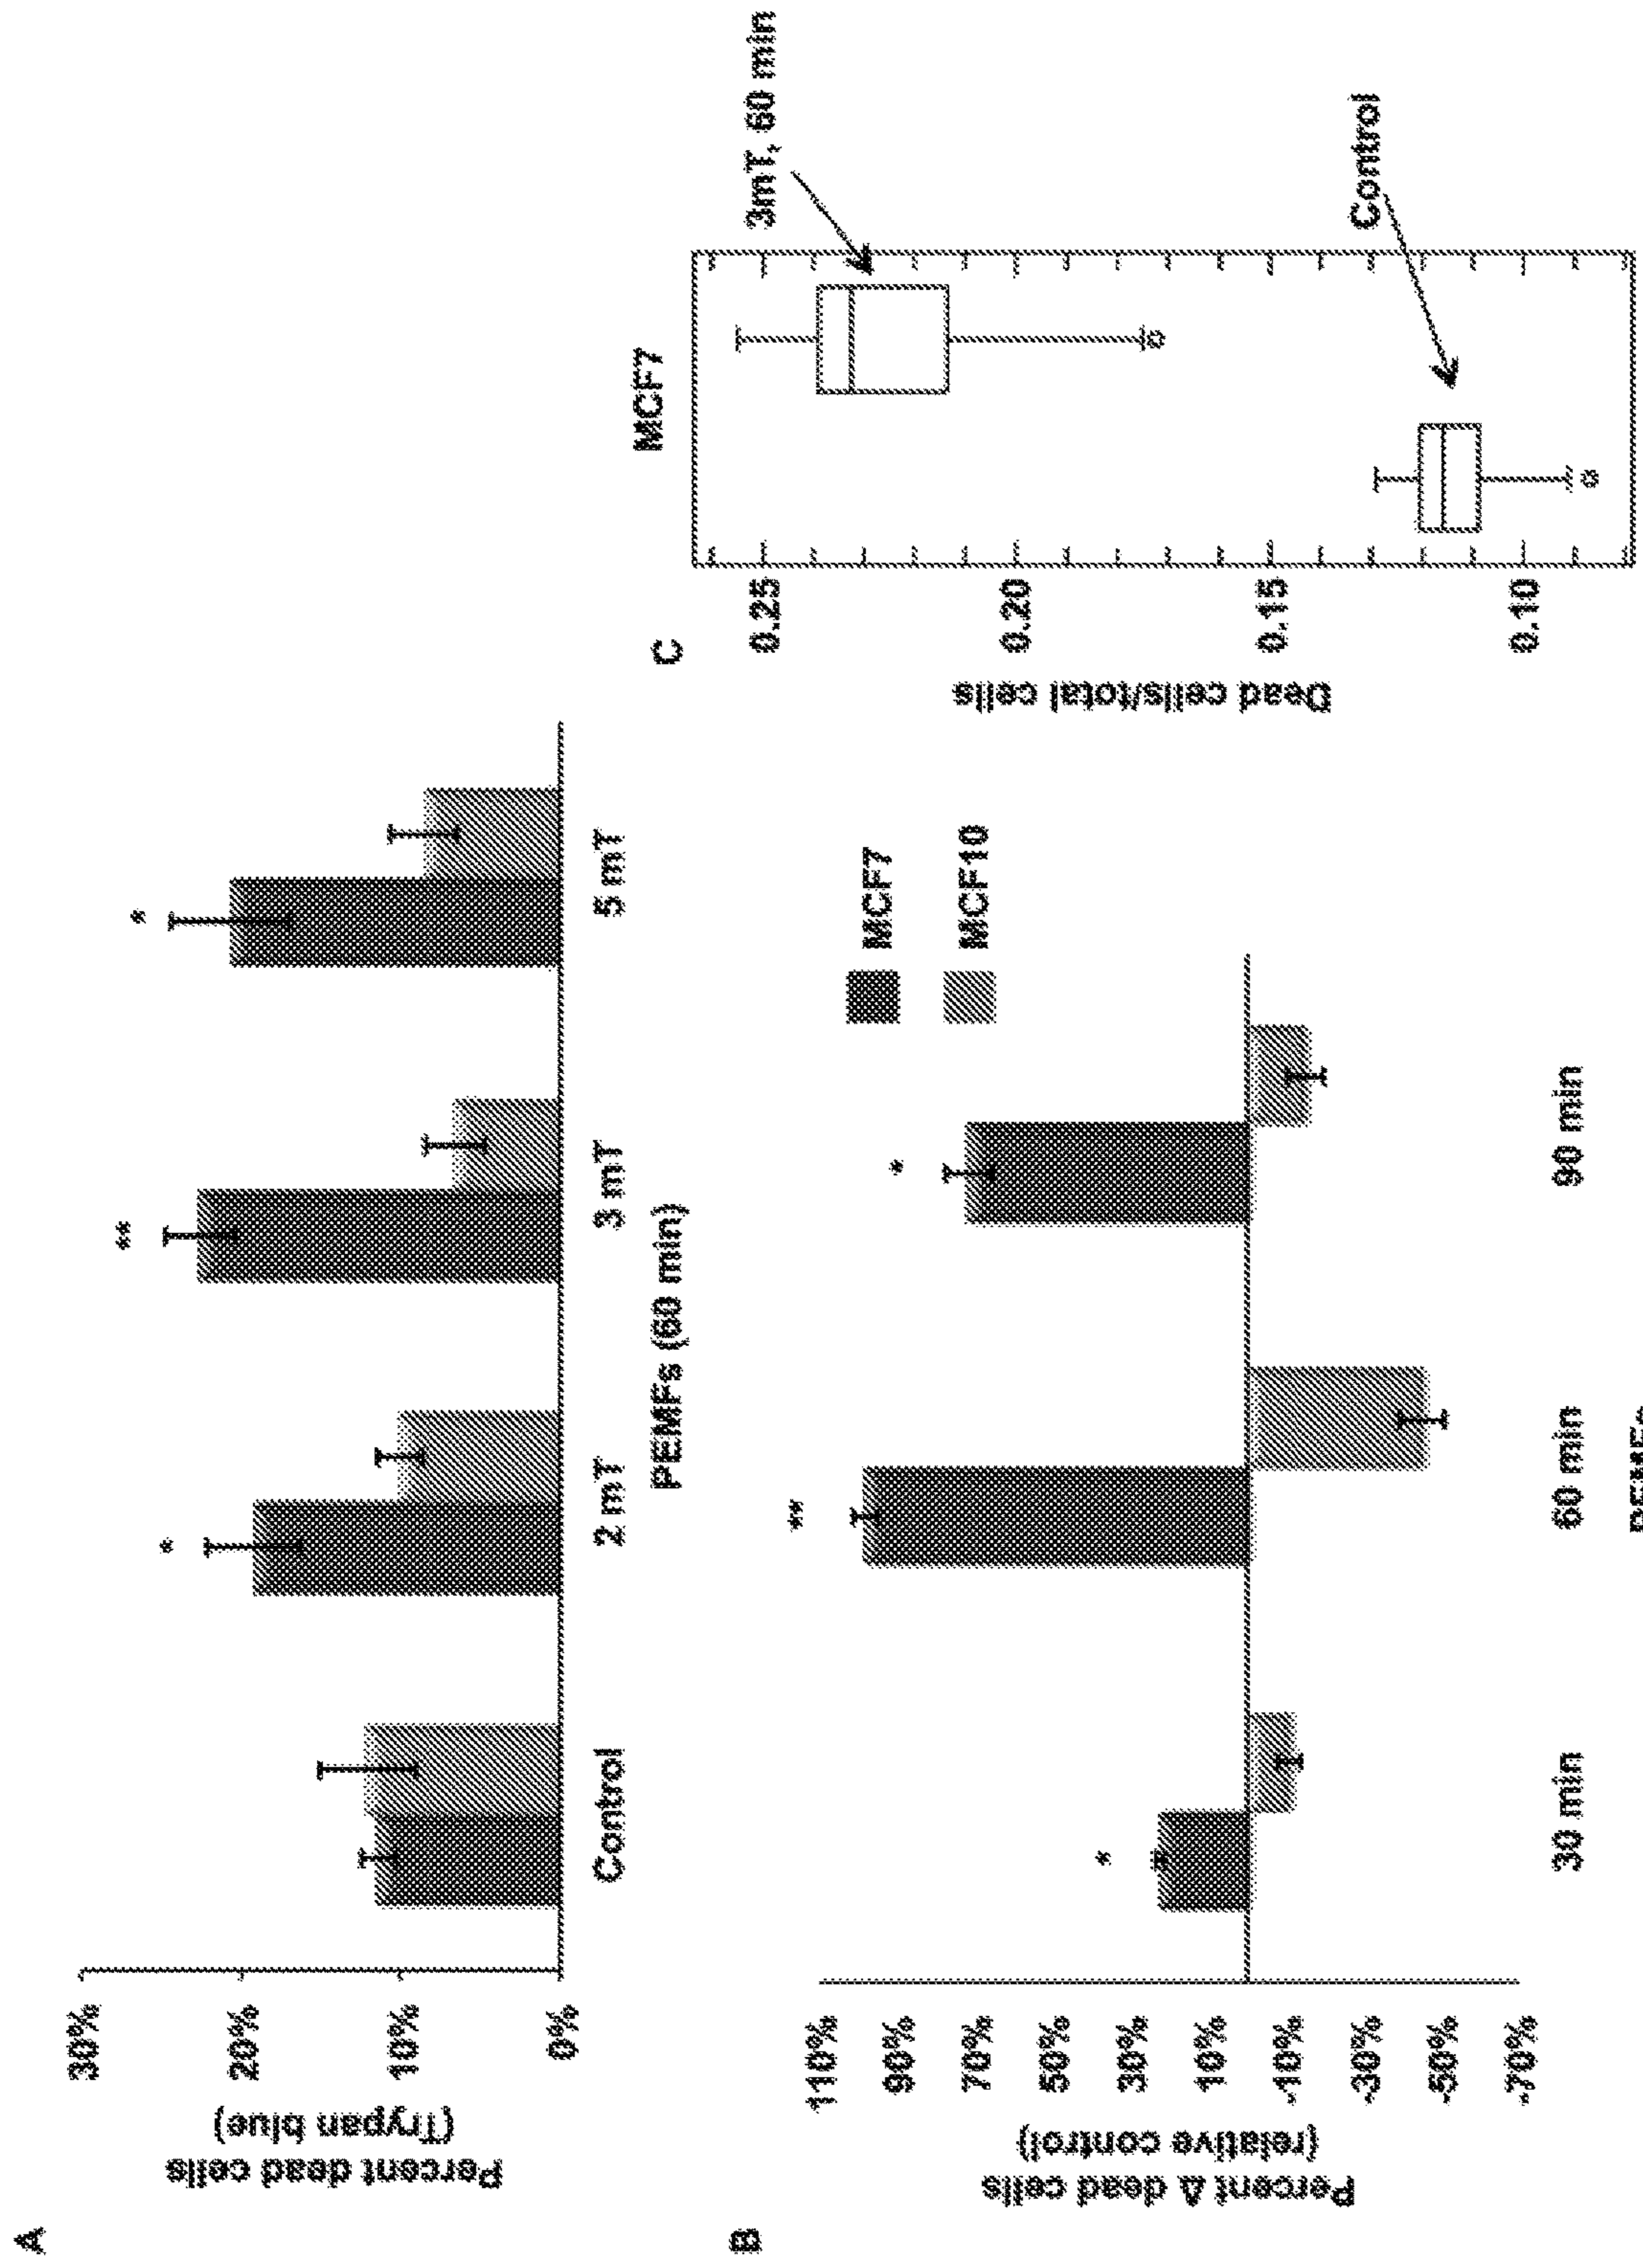 A
Percent dead cells
(Trypan blue)
30%
20%
10%
0%
*
**
*
Control
2 mT
3 mT
5 mT
PEMFs (60 min)
B
Percent Δ dead cells
(relative control)
110%
90%
70%
50%
30%
10%
-10%
-30%
-50%
-70%
*
**
*
MCF7
MCF10
30 min
60 min
90 min
C
MCF7
Dead cells/total cells
0.25
0.20
0.15
0.10
3mT, 60 min
Control